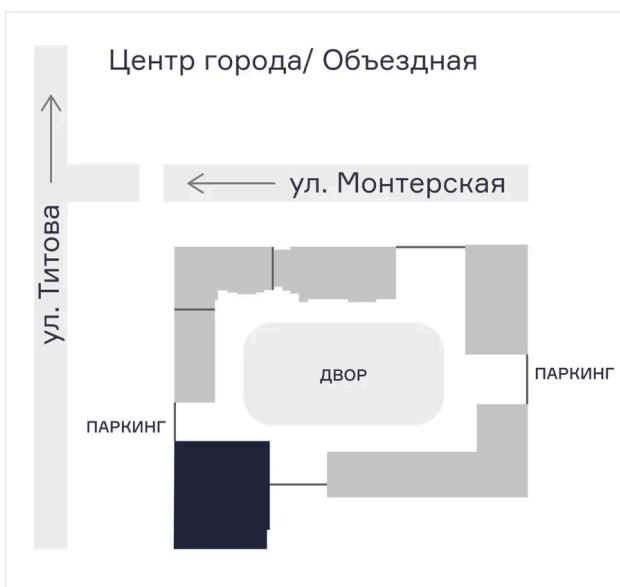 Центр города/ Объездная
ул. Монтерская
ул. Титова
ДВОР
ПАРКИНГ
ПАРКИНГ